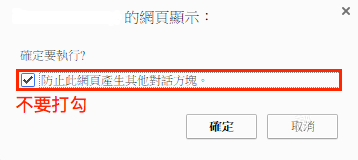 的網頁顯示：
確定要執行?
防止此網頁產生其他對話方塊。
不要打勾
確定
取消